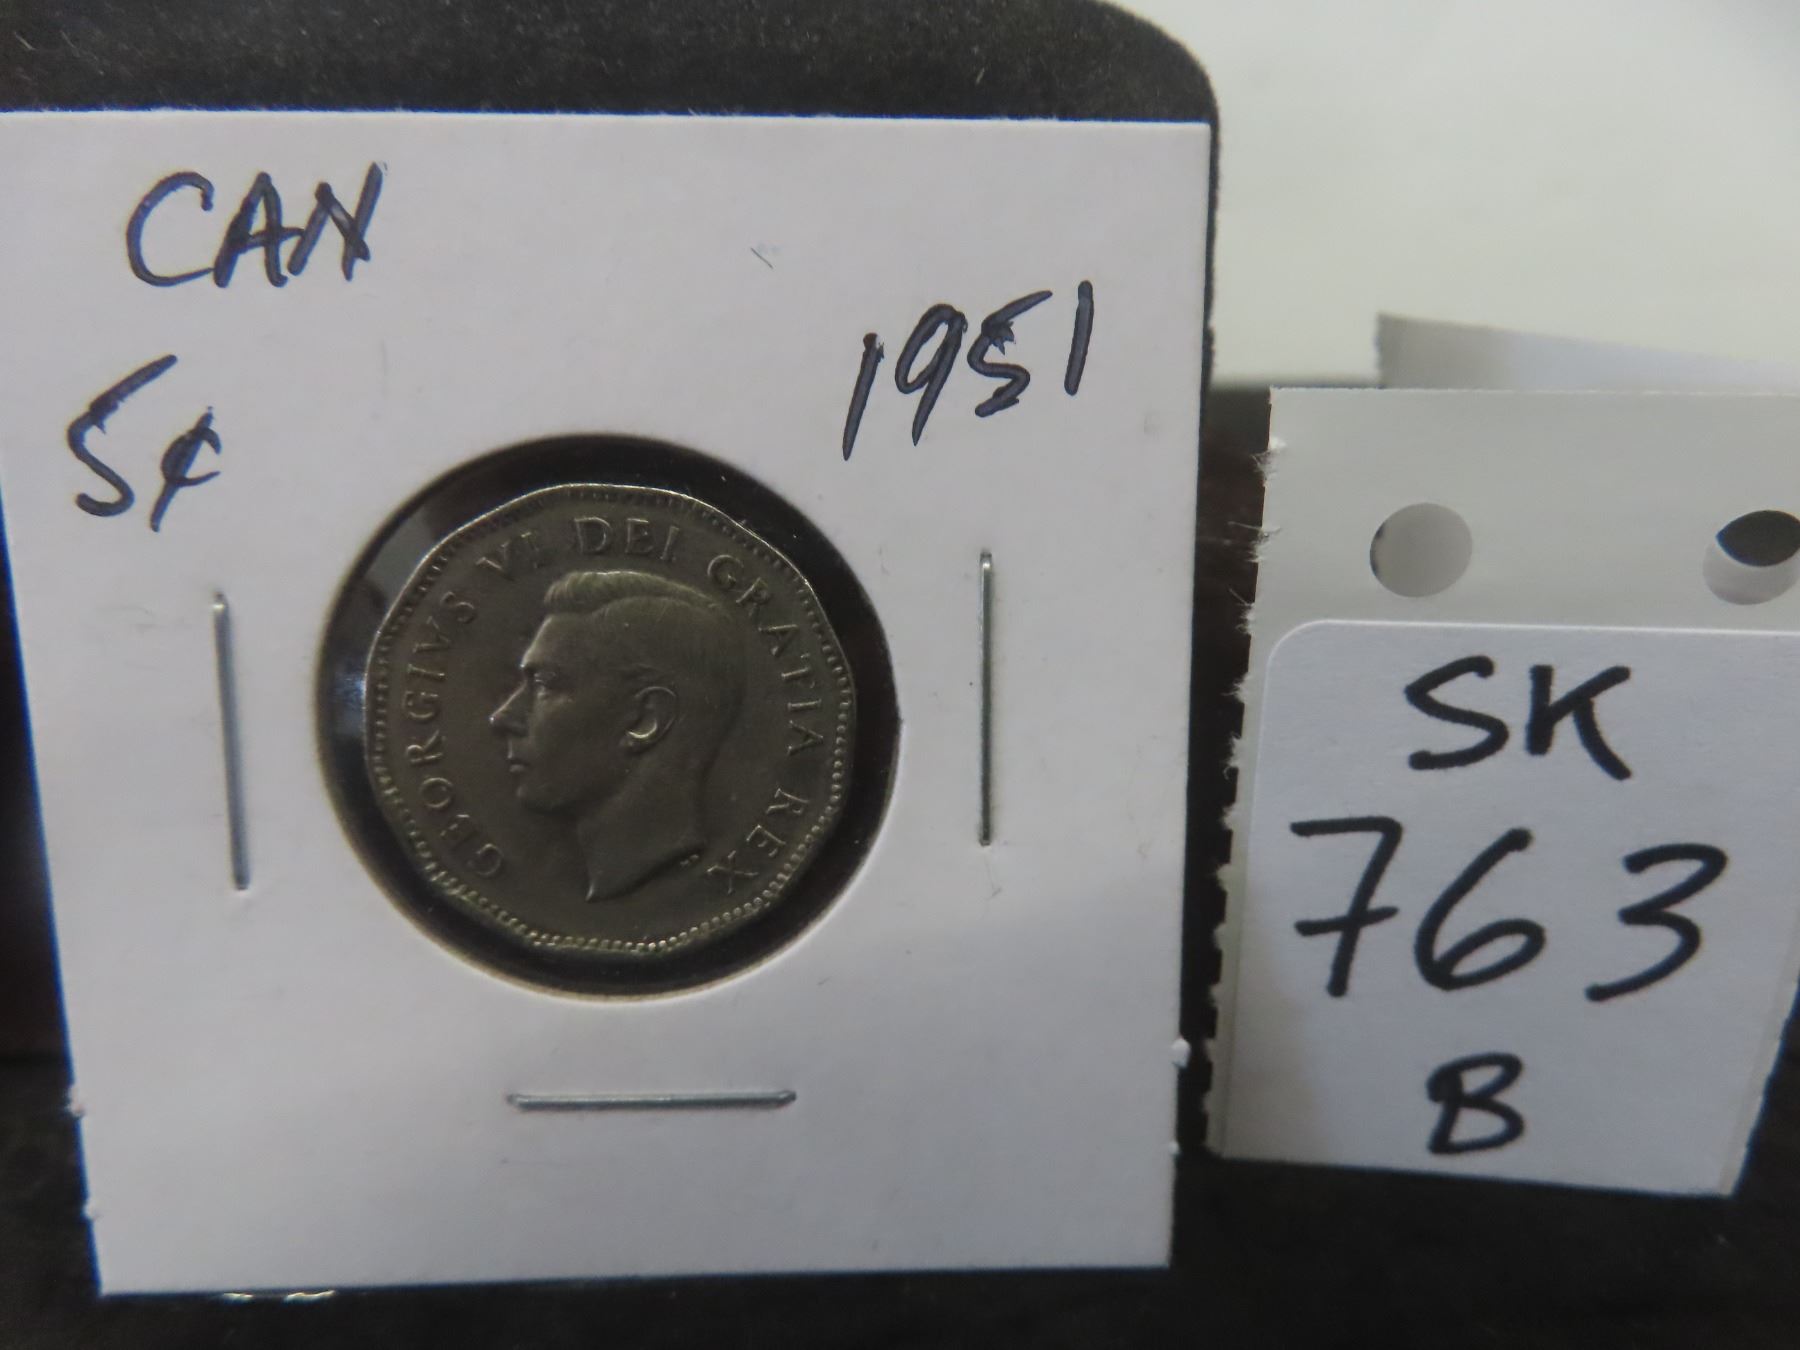 CAN
5¢
1951
GEORGIVS VI DEI GRATIA REX
SK
763
B